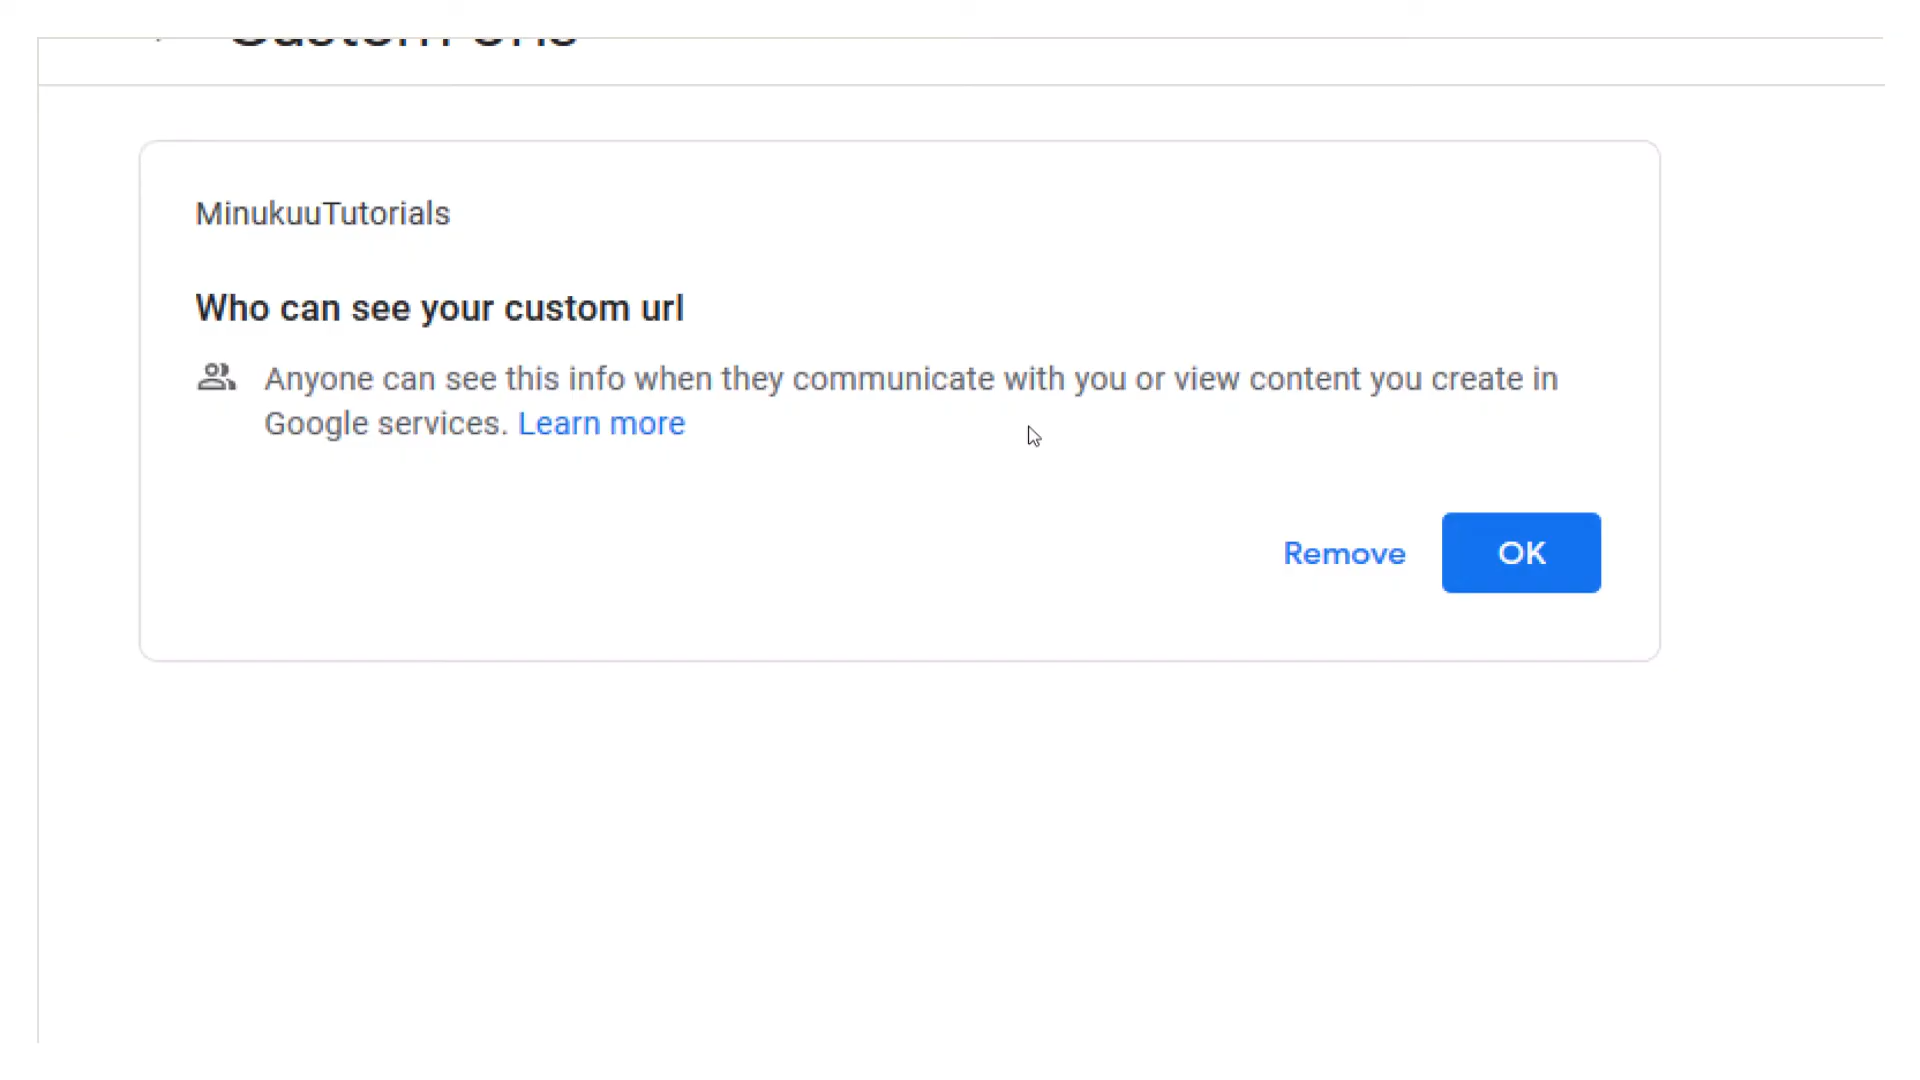 MinukuuTutorials
Who can see your custom url
Anyone can see this info when they communicate with you or view content you create in
Google services. Learn more
Remove
OK